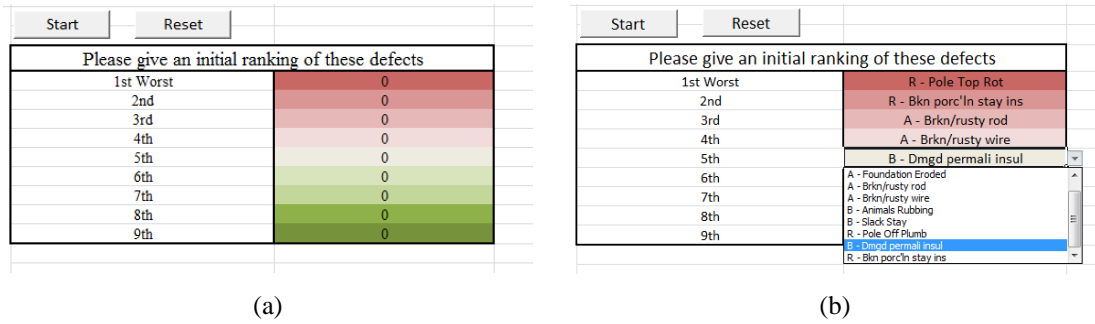 Start Reset
Please give an initial ranking of these defects
1st Worst 0
2nd 0
3rd 0
4th 0
5th 0
6th 0
7th 0
8th 0
9th 0
(a)
Start Reset
Please give an initial ranking of these defects
1st Worst R - Pole Top Rot
2nd R - Bkn porc'ln stay ins
3rd A - Brkn/rusty rod
4th A - Brkn/rusty wire
5th B - Dmgd permali insul
6th
7th
8th
9th
A - Foundation Eroded
A - Brkn/rusty rod
A - Brkn/rusty wire
B - Animals Rubbing
B - Slack Stay
R - Pole Off Plumb
B - Dmgd permali insul
R - Bkn porc'ln stay ins
(b)